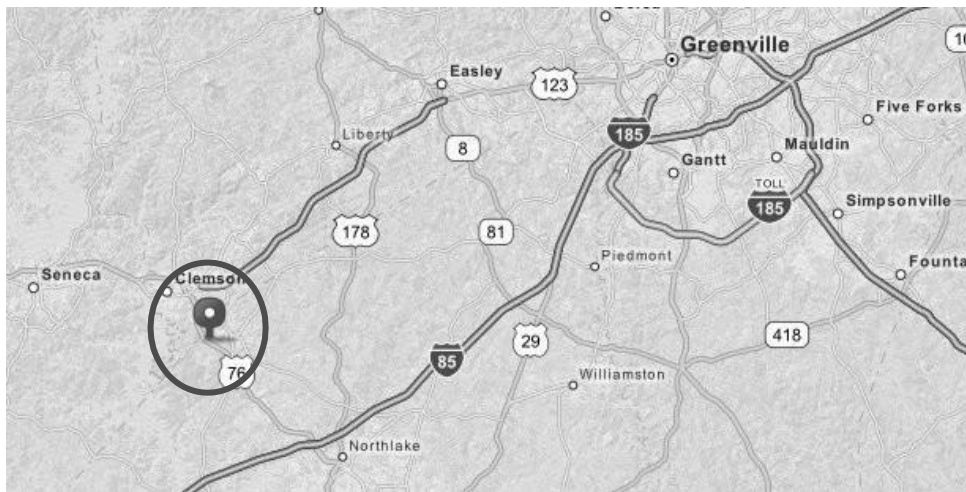 Greenville
10
Easley
123
Five Forks
Liberty
8
185
Mauldin
Gantt
TOLL
185
Simpsonville
178
81
Piedmont
Seneca
Clemson
Founta
418
29
85
76
Williamston
Northlake